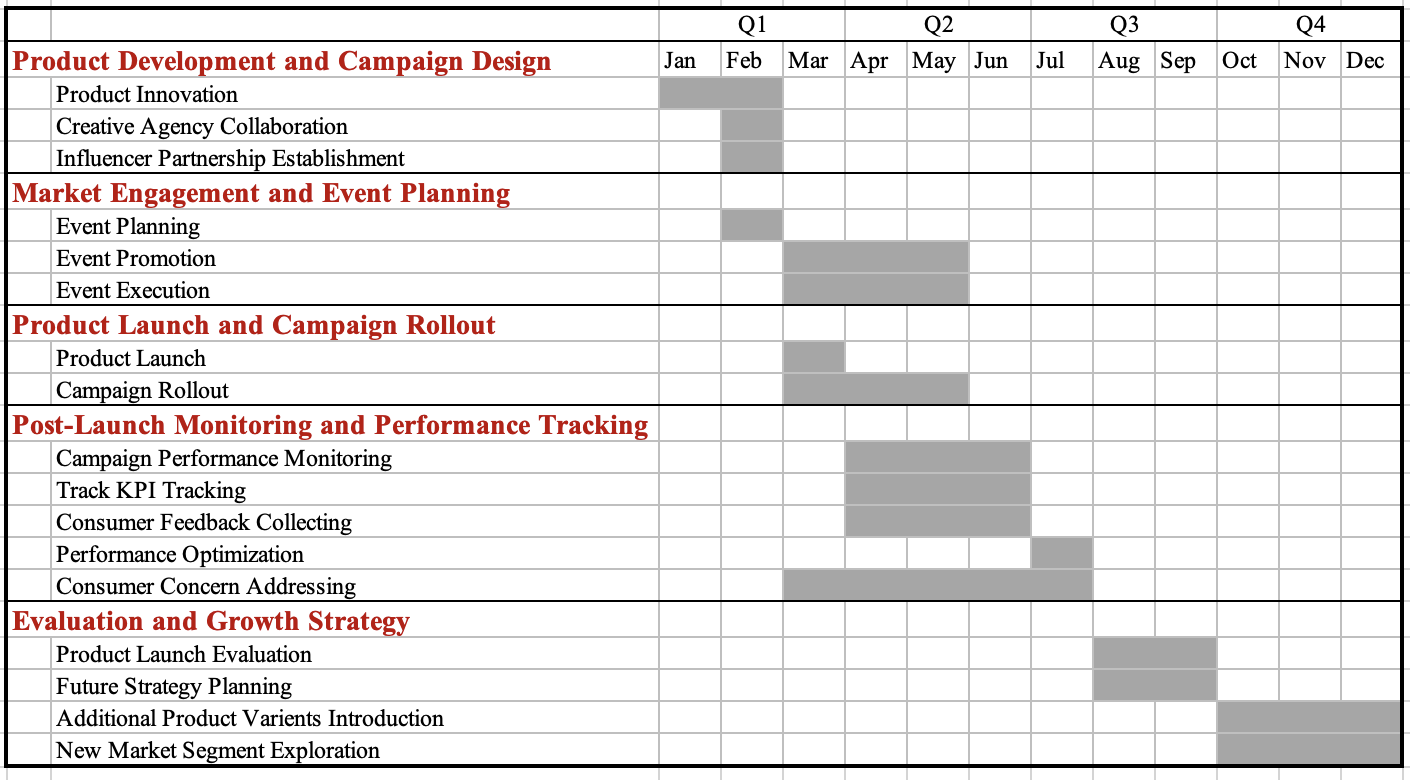 Q1 Q2 Q3 Q4
Product Development and Campaign Design Jan Feb Mar Apr May Jun Jul Aug Sep Oct Nov Dec
Product Innovation
Creative Agency Collaboration
Influencer Partnership Establishment
Market Engagement and Event Planning
Event Planning
Event Promotion
Event Execution
Product Launch and Campaign Rollout
Product Launch
Campaign Rollout
Post-Launch Monitoring and Performance Tracking
Campaign Performance Monitoring
Track KPI Tracking
Consumer Feedback Collecting
Performance Optimization
Consumer Concern Addressing
Evaluation and Growth Strategy
Product Launch Evaluation
Future Strategy Planning
Additional Product Varients Introduction
New Market Segment Exploration